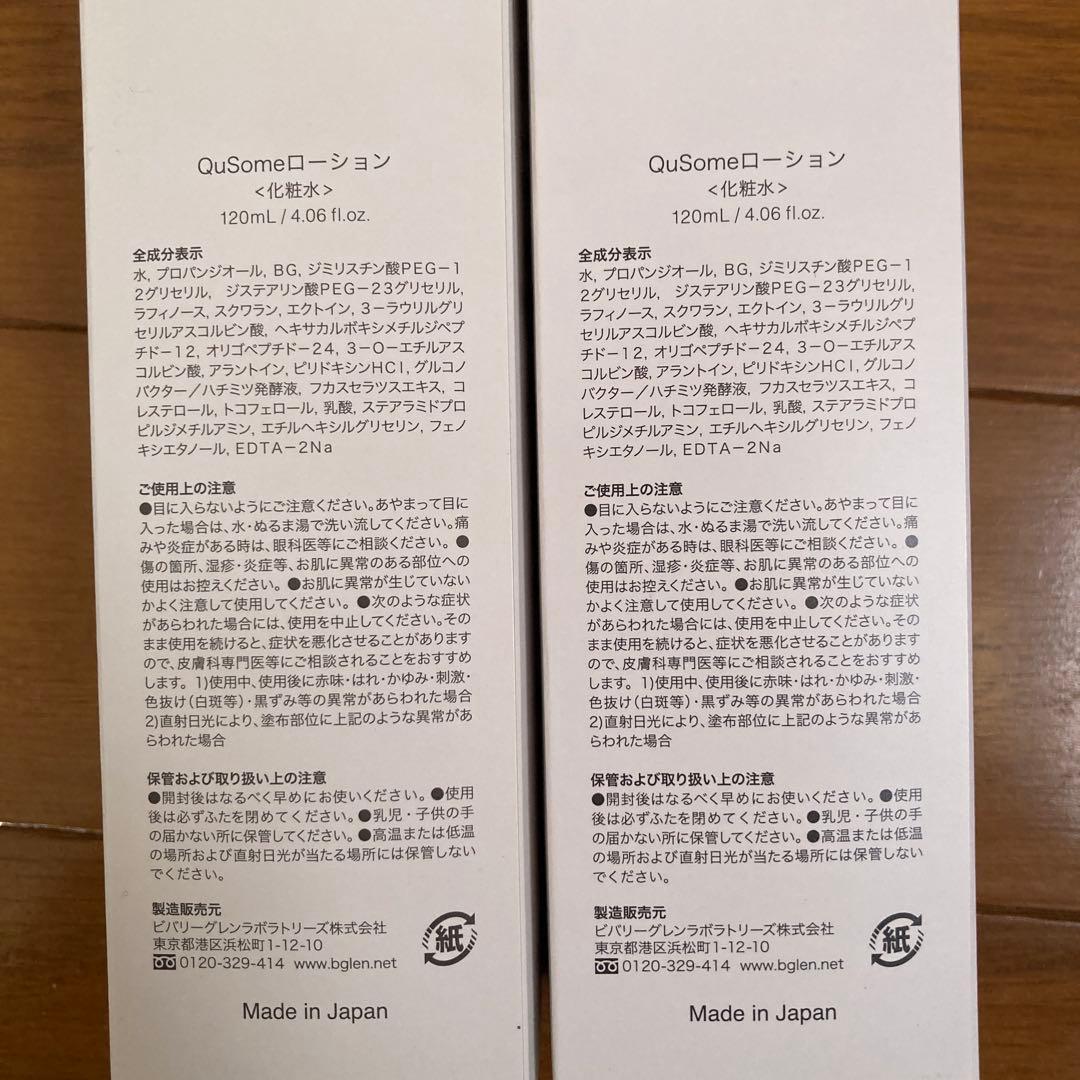 QuSomeローション
<化粧水>
120mL / 4.06 fl.oz.
全成分表示
水, プロパンジオール, BG, ジミリスチン酸PEG－1
2グリセリル, ジステアリン酸PEG－23グリセリル,
ラフィノース, スクワラン, エクトイン, 3－ラウリルグリ
セリルアスコルビン酸, ヘキサカルボキシメチルジペプ
チド－12, オリゴペプチド－24, 3－O－エチルアス
コルビン酸, アラントイン, ピリドキシンHCl, グルコノ
バクター／ハチミツ発酵液, フカスセラツスエキス, コ
レステロール, トコフェロール, 乳酸, ステアラミドプロ
ピルジメチルアミン, エチルヘキシルグリセリン, フェノ
キシエタノール, EDTA－2Na
ご使用上の注意
●目に入らないようにご注意ください。あやまって目に
入った場合は、水・ぬるま湯で洗い流してください。痛
みや炎症がある時は、眼科医等にご相談ください。●
傷の箇所、湿疹・炎症等、お肌に異常のある部位への
使用はお控えください。●お肌に異常が生じていない
かよく注意して使用してください。●次のような症状
があらわれた場合には、使用を中止してください。その
まま使用を続けると、症状を悪化させることがあります
ので、皮膚科専門医等にご相談されることをおすすめ
します。1)使用中、使用後に赤味・はれ・かゆみ・刺激・
色抜け(白斑等)・黒ずみ等の異常があらわれた場合
2)直射日光により、塗布部位に上記のような異常があ
らわれた場合
保管および取り扱い上の注意
●開封後はなるべく早めにお使いください。●使用
後は必ずふたを閉めてください。●乳児・子供の手
の届かない所に保管してください。●高温または低温
の場所および直射日光が当たる場所には保管しない
でください。
製造販売元
ビバリーグレンラボラトリーズ株式会社
東京都港区浜松町1-12-10
0120-329-414 www.bglen.net
紙
Made in Japan
QuSomeローション
<化粧水>
120mL / 4.06 fl.oz.
全成分表示
水, プロパンジオール, BG, ジミリスチン酸PEG－1
2グリセリル, ジステアリン酸PEG－23グリセリル,
ラフィノース, スクワラン, エクトイン, 3－ラウリルグリ
セリルアスコルビン酸, ヘキサカルボキシメチルジペプ
チド－12, オリゴペプチド－24, 3－O－エチルアス
コルビン酸, アラントイン, ピリドキシンHCl, グルコノ
バクター／ハチミツ発酵液, フカスセラツスエキス, コ
レステロール, トコフェロール, 乳酸, ステアラミドプロ
ピルジメチルアミン, エチルヘキシルグリセリン, フェノ
キシエタノール, EDTA－2Na
ご使用上の注意
●目に入らないようにご注意ください。あやまって目に
入った場合は、水・ぬるま湯で洗い流してください。痛
みや炎症がある時は、眼科医等にご相談ください。●
傷の箇所、湿疹・炎症等、お肌に異常のある部位への
使用はお控えください。●お肌に異常が生じていない
かよく注意して使用してください。●次のような症状
があらわれた場合には、使用を中止してください。その
まま使用を続けると、症状を悪化させることがあります
ので、皮膚科専門医等にご相談されることをおすすめ
します。1)使用中、使用後に赤味・はれ・かゆみ・刺激・
色抜け(白斑等)・黒ずみ等の異常があらわれた場合
2)直射日光により、塗布部位に上記のような異常があ
らわれた場合
保管および取り扱い上の注意
●開封後はなるべく早めにお使いください。●使用
後は必ずふたを閉めてください。●乳児・子供の手
の届かない所に保管してください。●高温または低温
の場所および直射日光が当たる場所には保管しない
でください。
製造販売元
ビバリーグレンラボラトリーズ株式会社
東京都港区浜松町1-12-10
0120-329-414 www.bglen.net
紙
Made in Japan